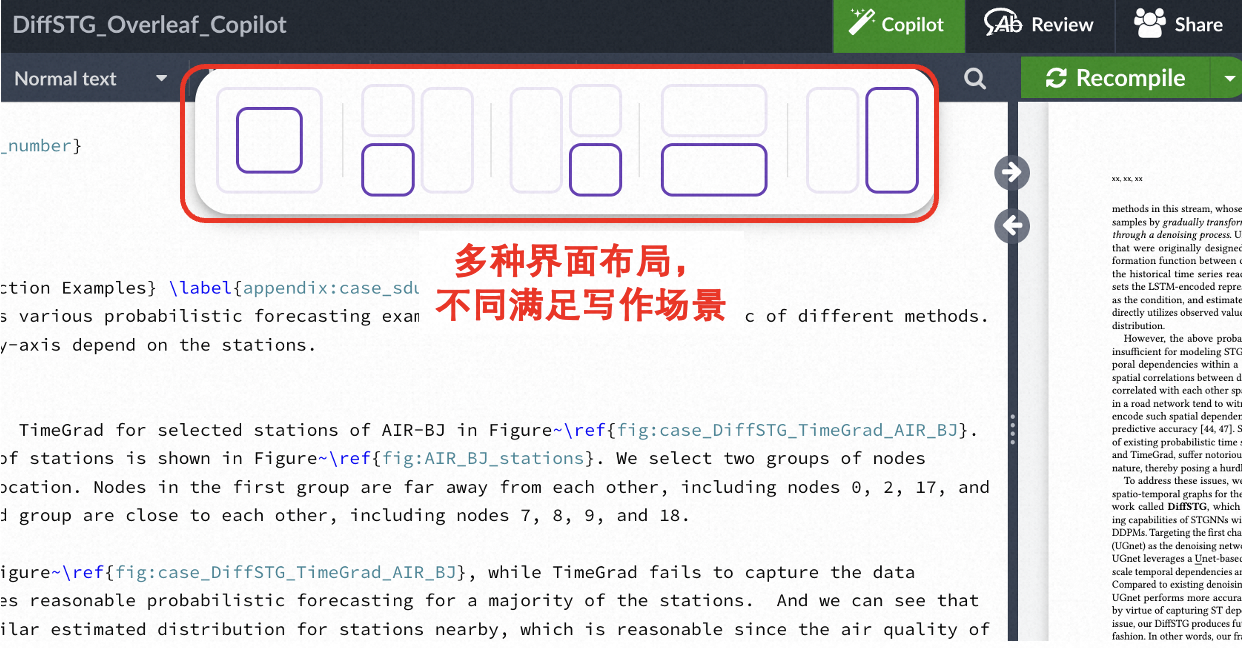 DiffSTG_Overleaf_Copilot
Copilot
Review
Share
Normal text
Recompile
_number}
多种界面布局，
不同满足写作场景
ction Examples} \label{appendix:case_sdu
s various probabilistic forecasting exam c of different methods.
y-axis depend on the stations.
TimeGrad for selected stations of AIR-BJ in Figure~\ref{fig:case_DiffSTG_TimeGrad_AIR_BJ}.
of stations is shown in Figure~\ref{fig:AIR_BJ_stations}. We select two groups of nodes
ocation. Nodes in the first group are far away from each other, including nodes 0, 2, 17, and
d group are close to each other, including nodes 7, 8, 9, and 18.
igure~\ref{fig:case_DiffSTG_TimeGrad_AIR_BJ}, while TimeGrad fails to capture the data
es reasonable probabilistic forecasting for a majority of the stations. And we can see that
ilar estimated distribution for stations nearby, which is reasonable since the air quality of
xx, xx, xx
methods in this stream, whose
samples by gradually transfor
through a denoising process. U
that were originally designed
formation function between c
the historical time series reac
sets the LSTM-encoded repre
as the condition, and estimate
directly utilizes observed value
distribution.
However, the above proba
insufficient for modeling STG
poral dependencies within a
spatial correlations between d
correlated with each other spa
in a road network tend to witn
encode such spatial dependen
predictive accuracy [44, 47]. S
of existing probabilistic time s
and TimeGrad, suffer notoriou
nature, thereby posing a hurdl
To address these issues, we
spatio-temporal graphs for the
work called DiffSTG, which
ing capabilities of STGNNs wi
DDPMs. Targeting the first cha
(UGnet) as the denoising netw
UGnet leverages a Unet-based
scale temporal dependencies an
Compared to existing denoisin
UGnet performs more accura
by virtue of capturing ST depe
issue, our DiffSTG produces fu
fashion. In other words, our fra